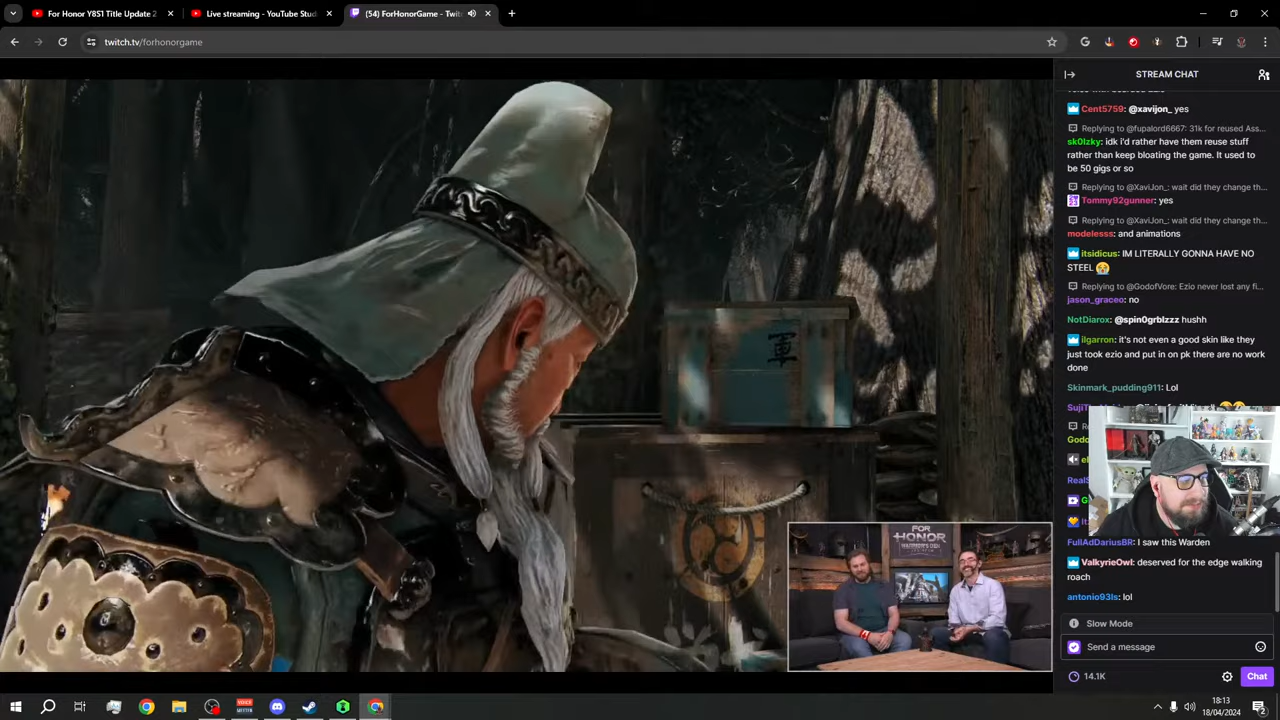 For Honor Y8S1 Title Update 2
Live streaming - YouTube Stud
(54) ForHonorGame - Twitc
twitch.tv/forhonorgame
STREAM CHAT
Cent5759: @xavijon_ yes
Replying to @fupalord6667: 31k for reused Ass...
sk0lzky: idk i'd rather have them reuse stuff
rather than keep bloating the game. It used to
be 50 gigs or so
Replying to @XaviJon_: wait did they change th...
Tommy92gunner: yes
Replying to @XaviJon_: wait did they change th...
modelesss: and animations
itsidicus: IM LITERALLY GONNA HAVE NO
STEEL
Replying to @GodofVore: Ezio never lost any fi...
jason_graceo: no
NotDiarox: @spin0grblzzz hushh
ilgarron: it's not even a good skin like they
just took ezio and put in on pk there are no work
done
Skinmark_pudding911: Lol
FullAdDariusBR: I saw this Warden
ValkyrieOwl: deserved for the edge walking
roach
antonio93ls: lol
Slow Mode
Send a message
14.1K
Chat
軍
FOR
HONOR
18:13
18/04/2024